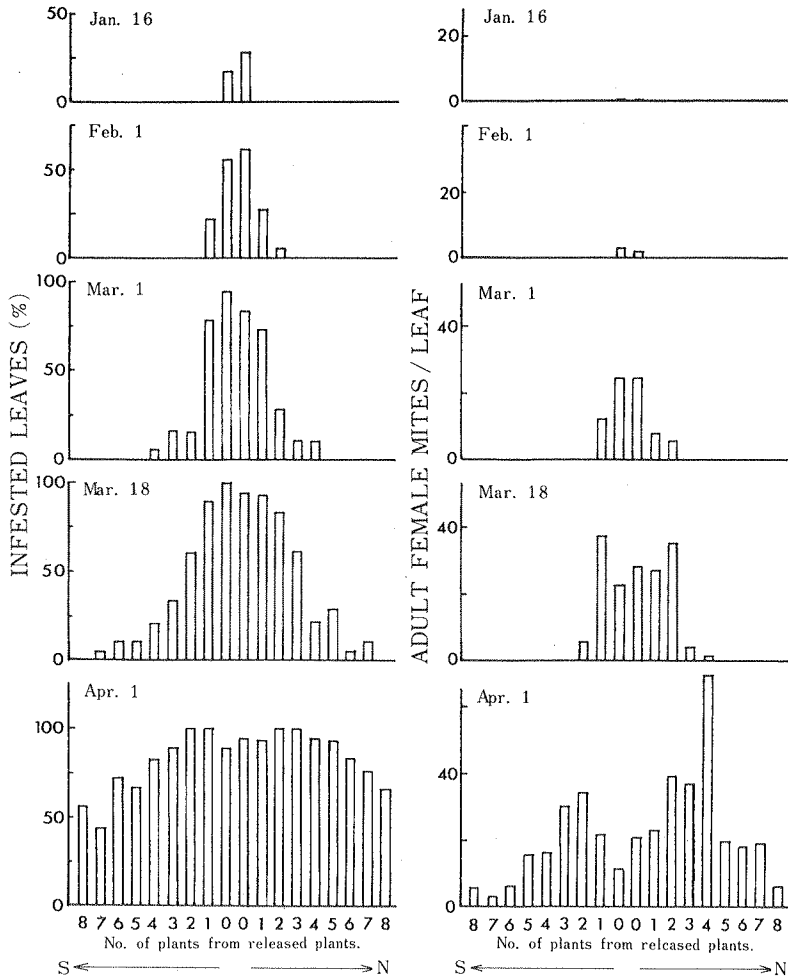 Jan. 16
50
0
Feb. 1
50
0
Mar. 1
100
50
0
Mar. 18
100
50
0
Apr. 1
100
50
0
INFESTED LEAVES (%)
8 7 6 5 4 3 2 1 0 0 1 2 3 4 5 6 7 8
No. of plants from released plants.
S N
Jan. 16
20
0
Feb. 1
20
0
Mar. 1
40
0
Mar. 18
40
0
Apr. 1
40
0
ADULT FEMALE MITES/LEAF
8 7 6 5 4 3 2 1 0 0 1 2 3 4 5 6 7 8
No. of plants from released plants.
S N